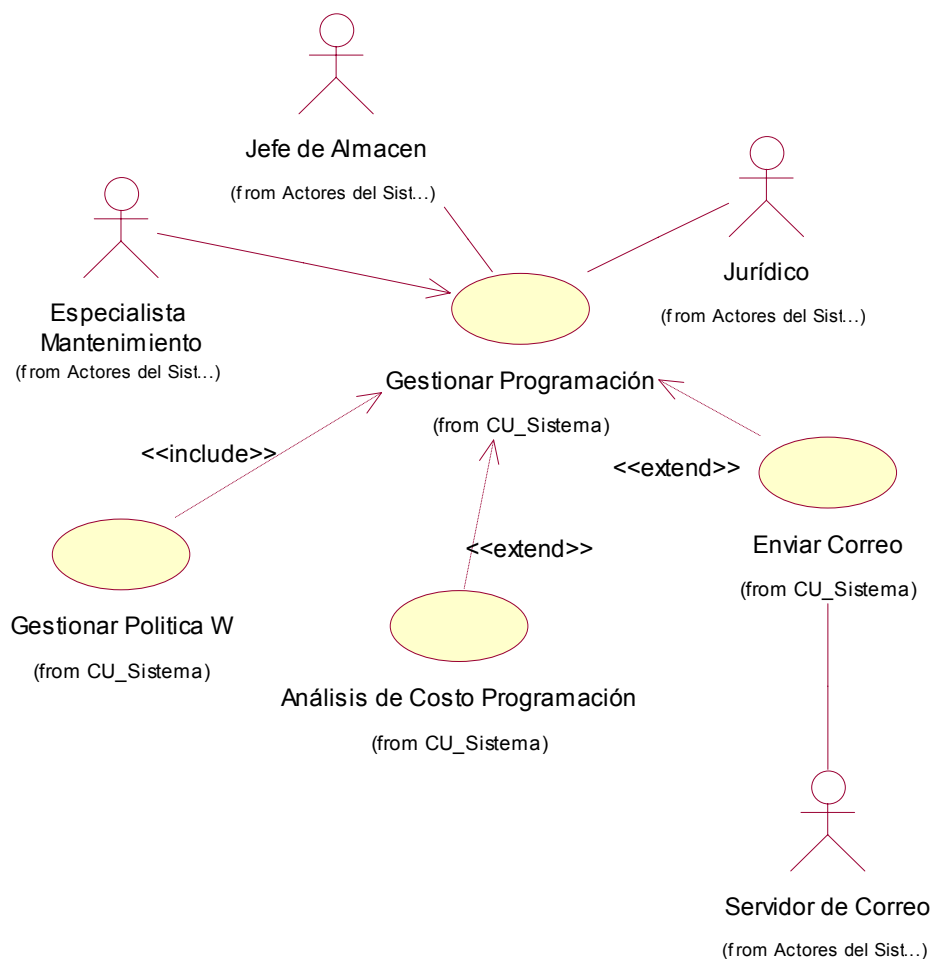 Jefe de Almacen
(from Actores del Sist...)
Jurídico
(from Actores del Sist...)
Especialista
Mantenimiento
(from Actores del Sist...)
Gestionar Programación
(from CU_Sistema)
<<include>>
<<extend>>
<<extend>>
Enviar Correo
(from CU_Sistema)
Gestionar Politica W
(from CU_Sistema)
Análisis de Costo Programación
(from CU_Sistema)
Servidor de Correo
(from Actores del Sist...)